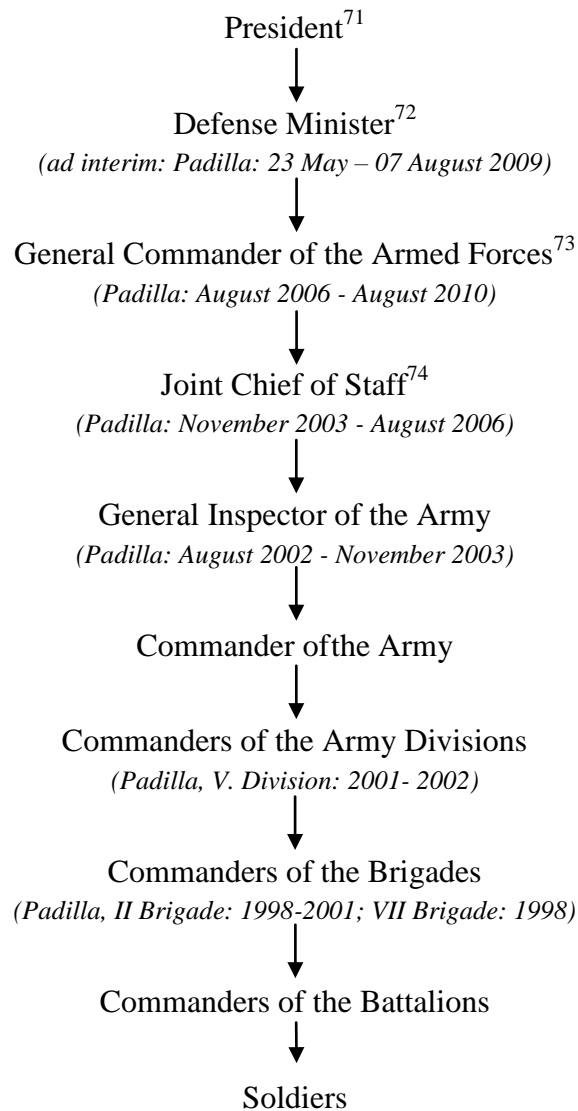 President71
Defense Minister72
(ad interim: Padilla: 23 May – 07 August 2009)
General Commander of the Armed Forces73
(Padilla: August 2006 - August 2010)
Joint Chief of Staff74
(Padilla: November 2003 - August 2006)
General Inspector of the Army
(Padilla: August 2002 - November 2003)
Commander ofthe Army
Commanders of the Army Divisions
(Padilla, V. Division: 2001- 2002)
Commanders of the Brigades
(Padilla, II Brigade: 1998-2001; VII Brigade: 1998)
Commanders of the Battalions
Soldiers